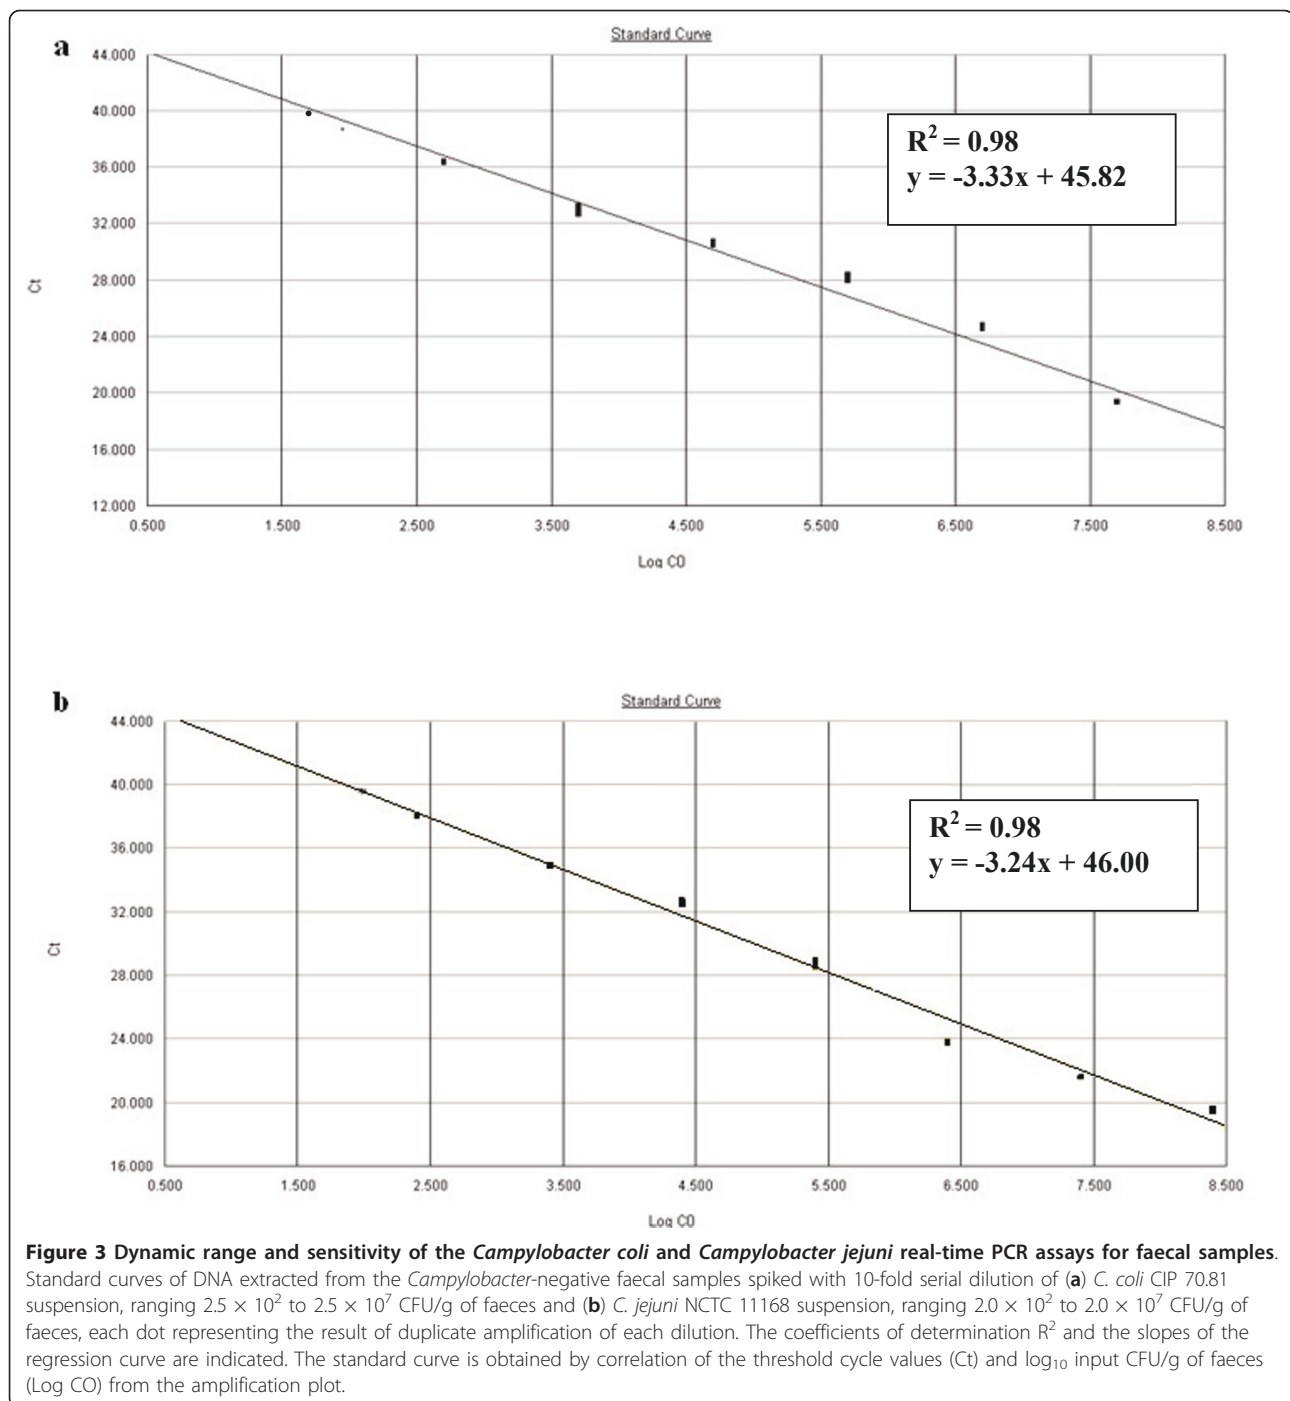 a
Standard Curve
44.000
40.000
36.000
32.000
28.000
24.000
20.000
16.000
12.000
Ct
R² = 0.98
y = -3.33x + 45.82
0.500 1.500 2.500 3.500 4.500 5.500 6.500 7.500 8.500
Log CO
b
Standard Curve
44.000
40.000
36.000
32.000
28.000
24.000
20.000
16.000
Ct
R² = 0.98
y = -3.24x + 46.00
0.500 1.500 2.500 3.500 4.500 5.500 6.500 7.500 8.500
Log CO
Figure 3 Dynamic range and sensitivity of the Campylobacter coli and Campylobacter jejuni real-time PCR assays for faecal samples.
Standard curves of DNA extracted from the Campylobacter-negative faecal samples spiked with 10-fold serial dilution of (a) C. coli CIP 70.81
suspension, ranging 2.5 × 10² to 2.5 × 10⁷ CFU/g of faeces and (b) C. jejuni NCTC 11168 suspension, ranging 2.0 × 10² to 2.0 × 10⁷ CFU/g of
faeces, each dot representing the result of duplicate amplification of each dilution. The coefficients of determination R² and the slopes of the
regression curve are indicated. The standard curve is obtained by correlation of the threshold cycle values (Ct) and log₁₀ input CFU/g of faeces
(Log CO) from the amplification plot.